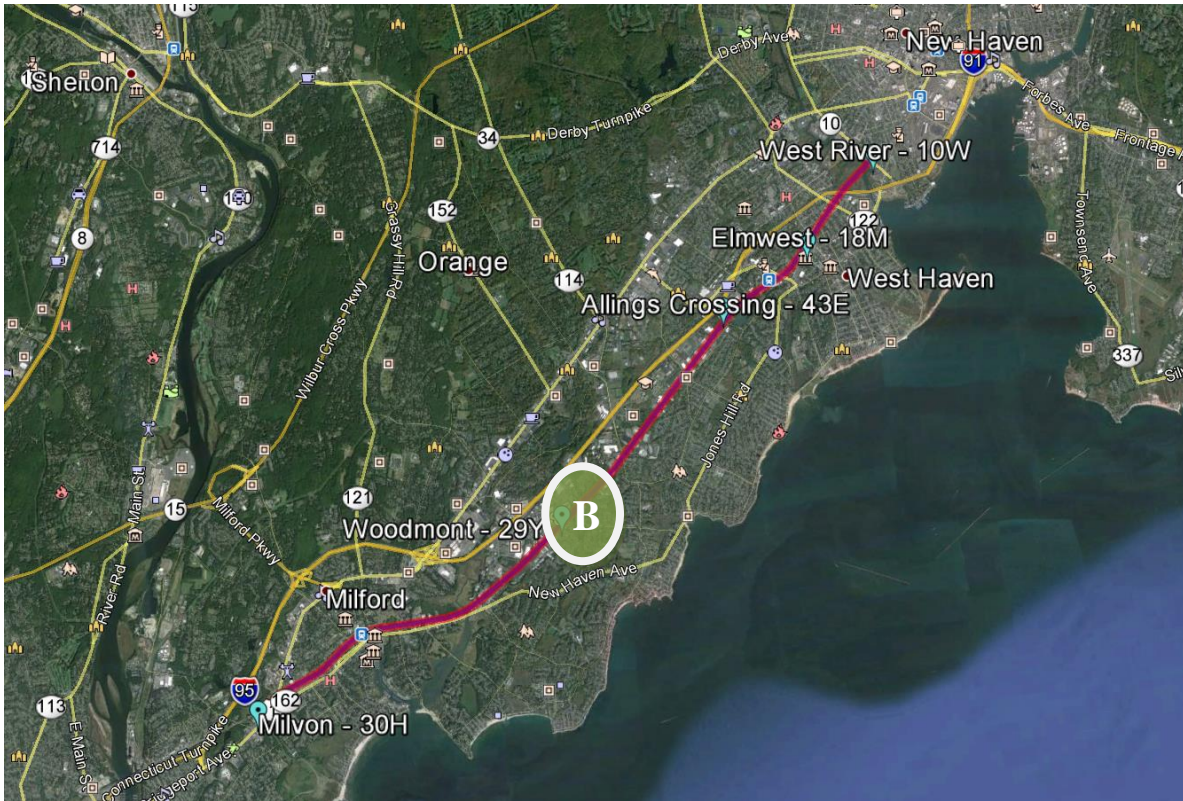 115
Shelton
714
8
34
Derby Turnpike
Derby Ave
New Haven
91
10
Forbes Ave
Frontage
West River - 10W
152
Grassy Hill Rd
122
Townsend Ave
Elmwest - 18M
Orange
114
West Haven
Allings Crossing - 43E
Wilbur Cross Pkwy
337
Jones Hill Rd
Main St
15
121
Milford Pkwy
Woodmont - 29Y
B
New Haven Ave
River Rd
Milford
95
162
113
E Main St
Milvon - 30H
Connecticut Turnpike
Bridgeport Ave